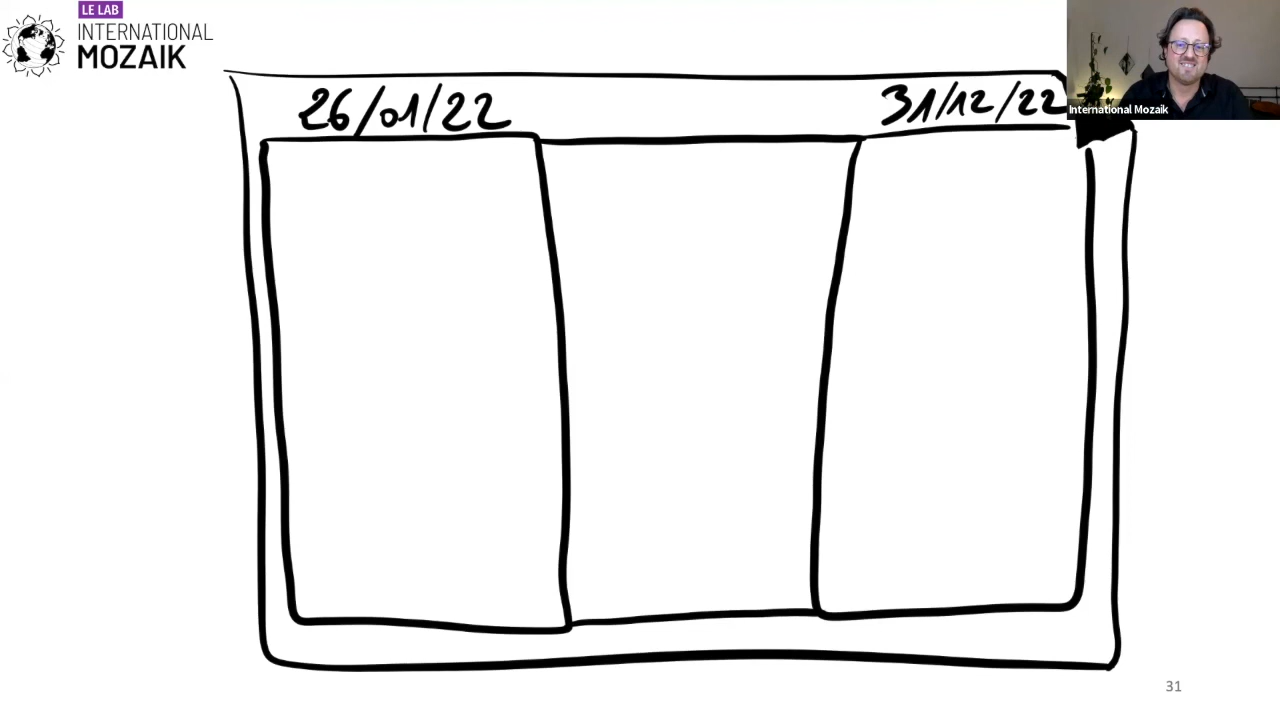 LE LAB
INTERNATIONAL
MOZAIK
26/01/22
31/12/22
International Mozaik
31